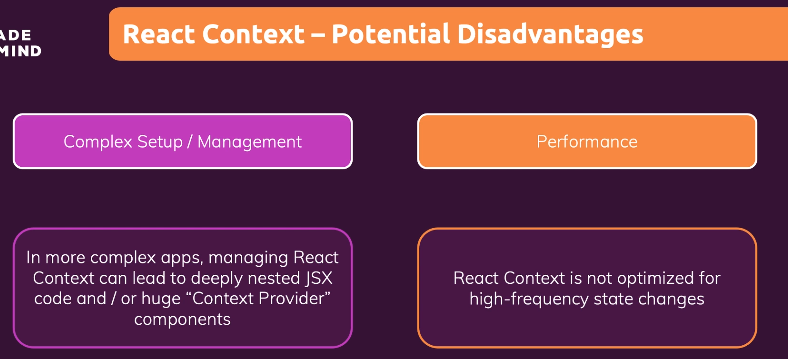 ADE
MIND
React Context – Potential Disadvantages
Complex Setup / Management
Performance
In more complex apps, managing React
Context can lead to deeply nested JSX
code and / or huge “Context Provider”
components
React Context is not optimized for
high-frequency state changes